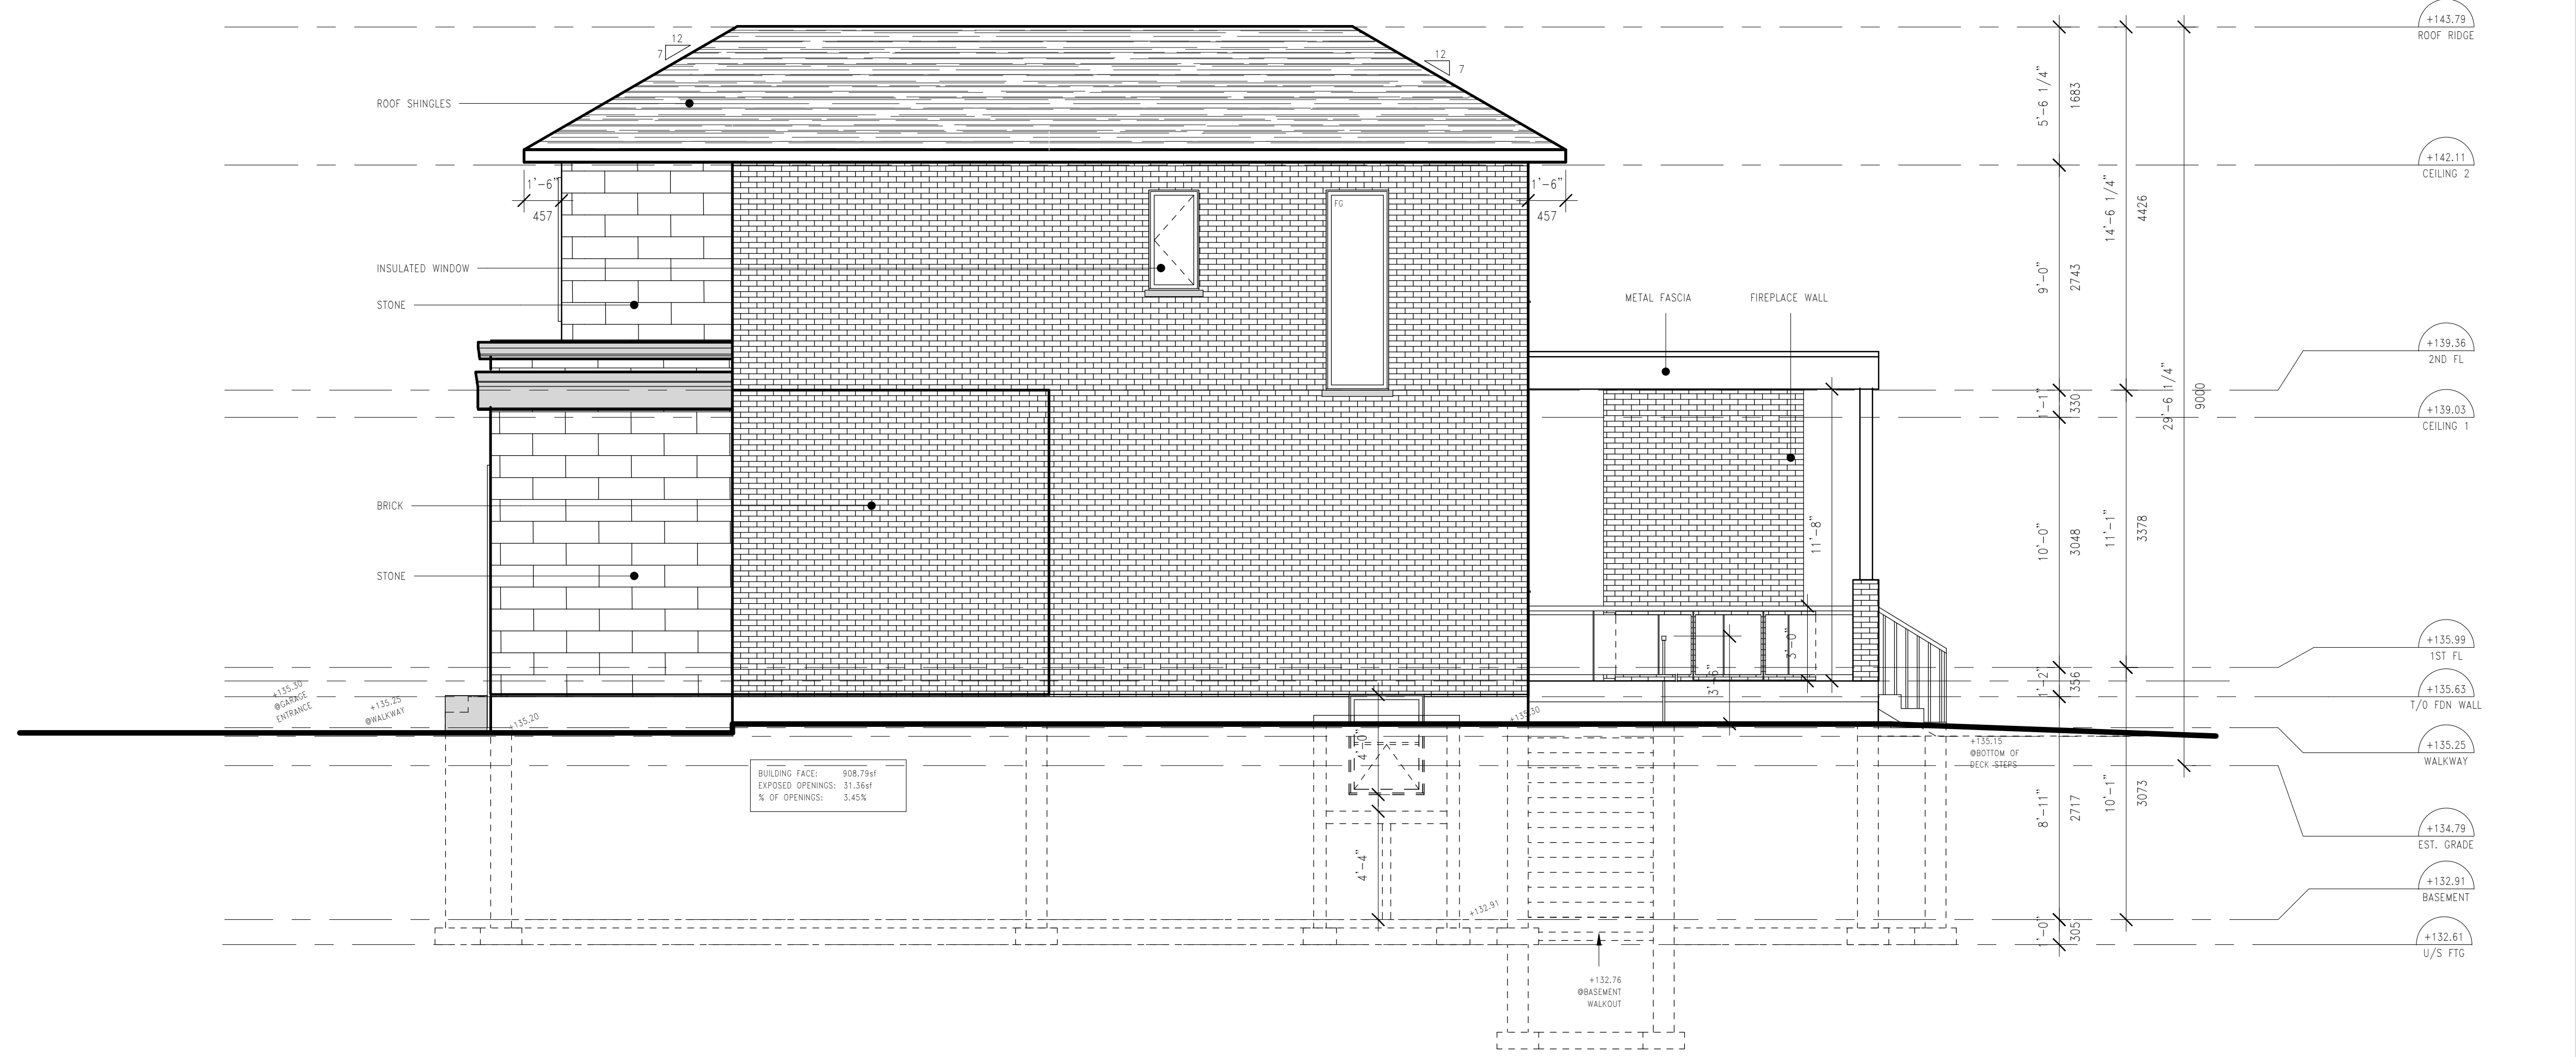 +143.79
ROOF RIDGE
12
7
12
7
ROOF SHINGLES
5'-6 1/4"
1683
+142.11
CEILING 2
1'-6"
457
1'-6"
457
FG
14'-6 1/4"
4426
INSULATED WINDOW
STONE
9'-0"
2743
METAL FASCIA
FIREPLACE WALL
+139.36
2ND FL
29'-6 1/4"
9000
1'-1"
330
+139.03
CEILING 1
BRICK
11'-8"
10'-0"
3048
11'-1"
3378
STONE
3'-0"
3'-6"
+135.99
1ST FL
1'-2"
356
+135.63
T/O FDN WALL
+135.30
@GARAGE
ENTRANCE
+135.25
@WALKWAY
+135.20
+135.30
4'-0"
+135.15
@BOTTOM OF
DECK STEPS
+135.25
WALKWAY
BUILDING FACE: 908.79sf
EXPOSED OPENINGS: 31.36sf
% OF OPENINGS: 3.45%
8'-11"
2717
10'-1"
3073
+134.79
EST. GRADE
4'-4"
+132.91
+132.91
BASEMENT
1'-0"
305
+132.61
U/S FTG
+132.76
@BASEMENT
WALKOUT